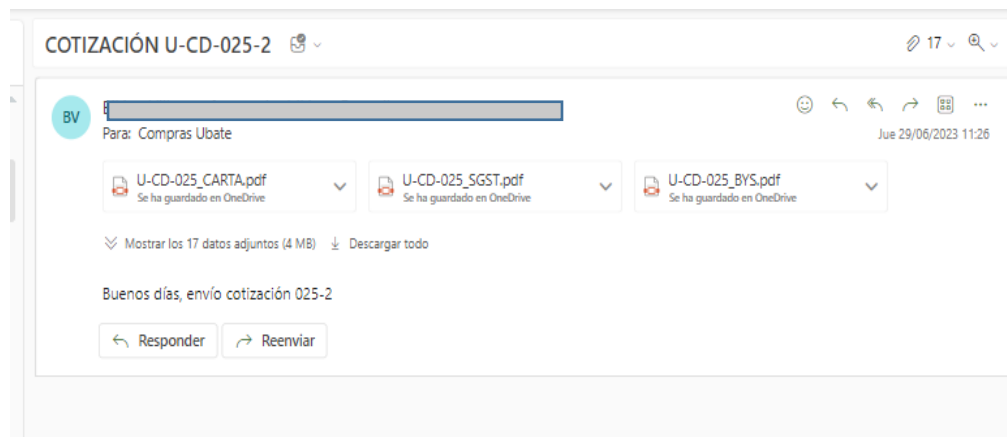 COTIZACIÓN U-CD-025-2
17
BV
Para: Compras Ubate
Jue 29/06/2023 11:26
U-CD-025_CARTA.pdf
Se ha guardado en OneDrive
U-CD-025_SGST.pdf
Se ha guardado en OneDrive
U-CD-025_BYS.pdf
Se ha guardado en OneDrive
Mostrar los 17 datos adjuntos (4 MB) Descargar todo
Buenos días, envío cotización 025-2
Responder Reenviar